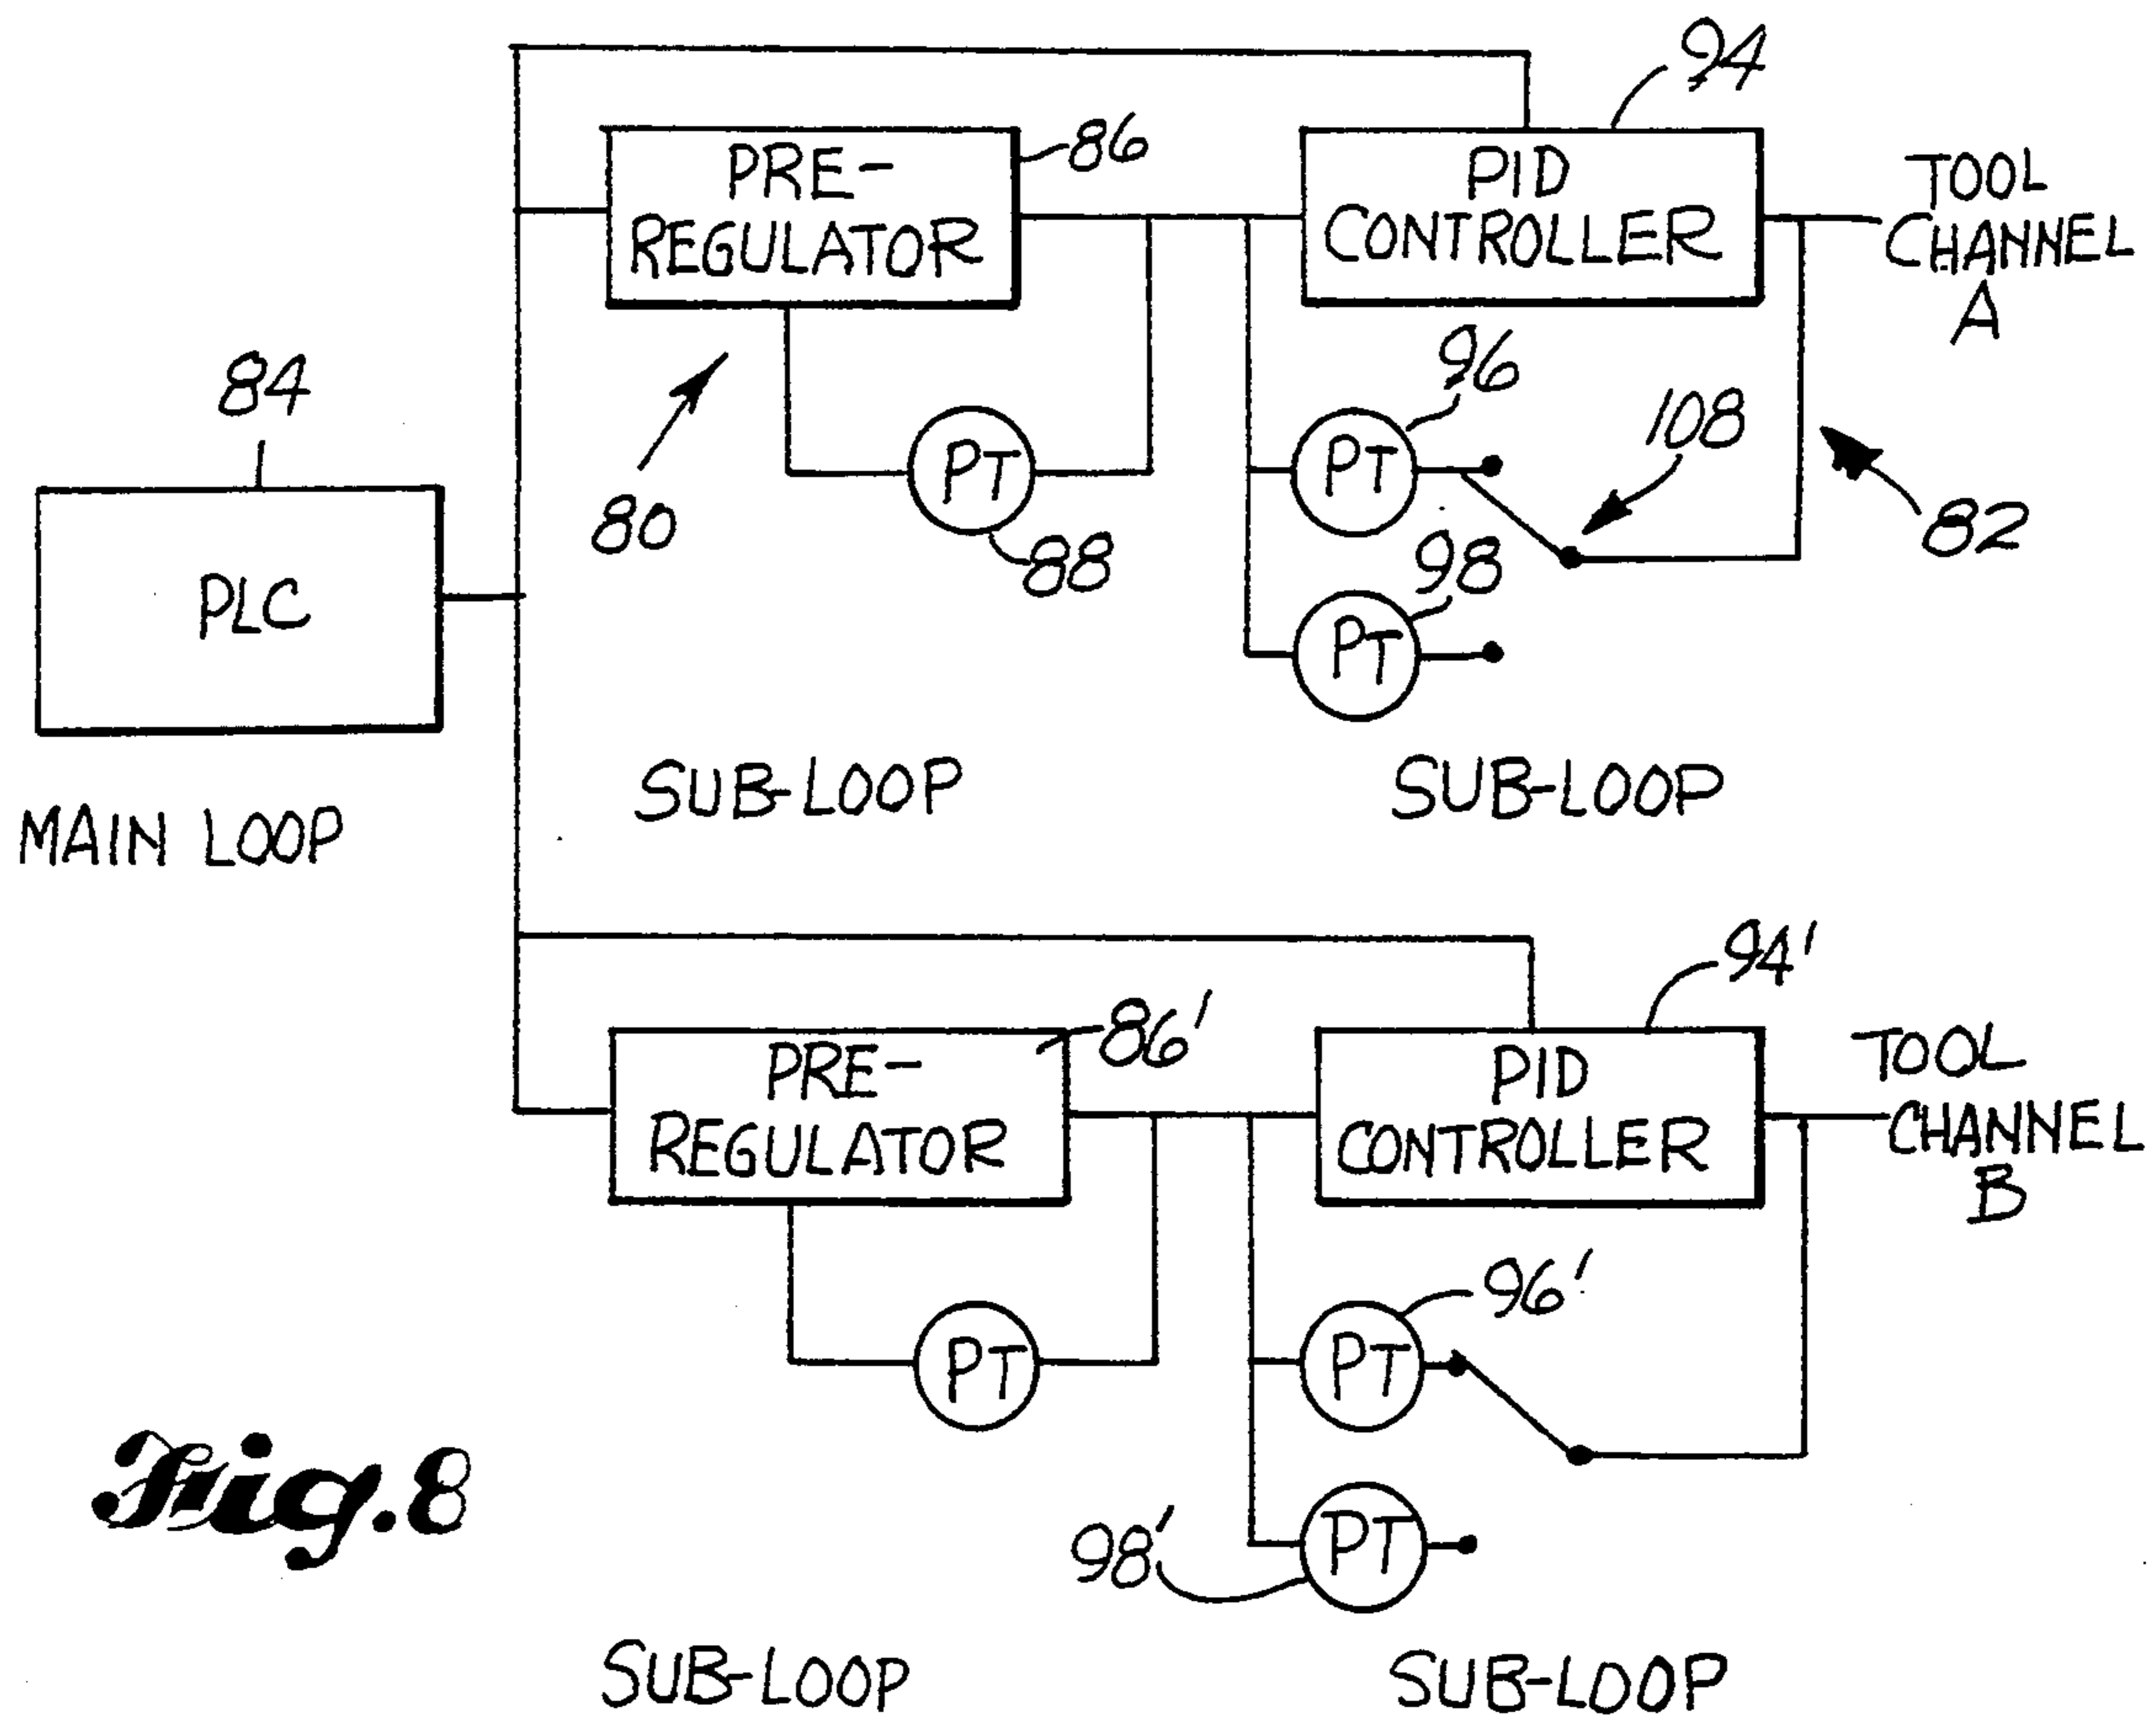 94
PRE-
REGULATOR
86
PID
CONTROLLER
TOOL
CHANNEL
A
84
PLC
MAIN LOOP
80
PT
88
PT
96
108
82
PT
98
SUB-LOOP
SUB-LOOP
94'
PRE-
REGULATOR
86'
PID
CONTROLLER
TOOL
CHANNEL
B
PT
PT
96'
PT
98'
Fig. 8
SUB-LOOP
SUB-LOOP